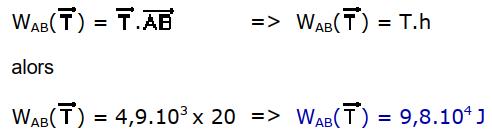 W_AB(T⃗) = T⃗.AB⃗ => W_AB(T⃗) = T.h
alors
W_AB(T⃗) = 4,9.10³ x 20 => W_AB(T⃗) = 9,8.10⁴ J